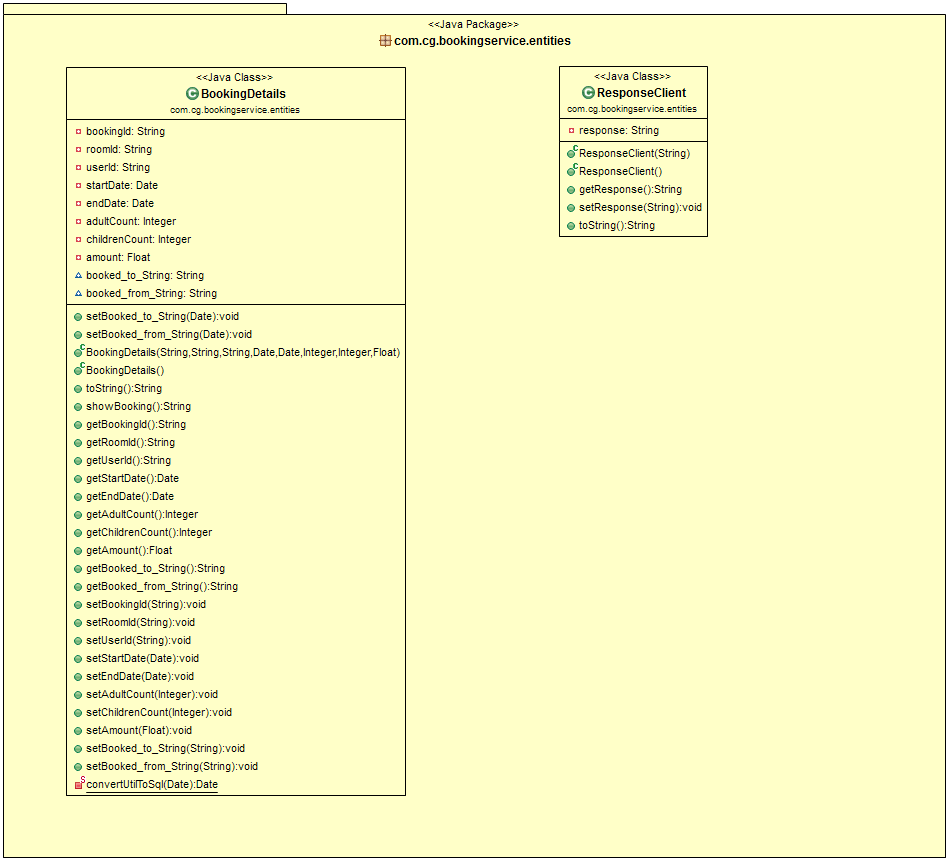 <<Java Package>>
com.cg.bookingservice.entities
<<Java Class>>
BookingDetails
com.cg.bookingservice.entities
bookingId: String
roomId: String
userId: String
startDate: Date
endDate: Date
adultCount: Integer
childrenCount: Integer
amount: Float
booked_to_String: String
booked_from_String: String
setBooked_to_String(Date):void
setBooked_from_String(Date):void
BookingDetails(String,String,String,Date,Date,Integer,Integer,Float)
BookingDetails()
toString():String
showBooking():String
getBookingId():String
getRoomId():String
getUserId():String
getStartDate():Date
getEndDate():Date
getAdultCount():Integer
getChildrenCount():Integer
getAmount():Float
getBooked_to_String():String
getBooked_from_String():String
setBookingId(String):void
setRoomId(String):void
setUserId(String):void
setStartDate(Date):void
setEndDate(Date):void
setAdultCount(Integer):void
setChildrenCount(Integer):void
setAmount(Float):void
setBooked_to_String(String):void
setBooked_from_String(String):void
convertUtilToSql(Date):Date
<<Java Class>>
ResponseClient
com.cg.bookingservice.entities
response: String
ResponseClient(String)
ResponseClient()
getResponse():String
setResponse(String):void
toString():String